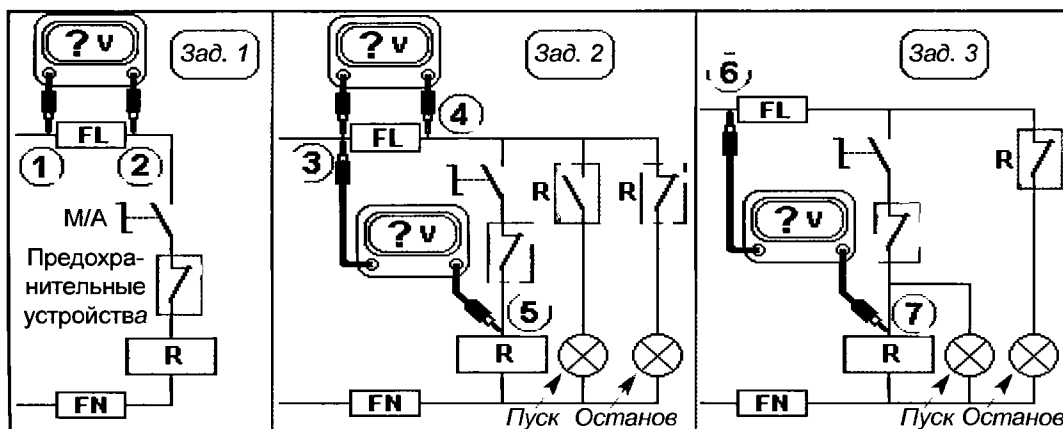 ? v
Зад. 1
FL
1
2
М/А
Предохра-
нительные
устройства
R
FN
? v
Зад. 2
4
FL
3
R
R
? v
5
R
FN
Пуск Останов
Зад. 3
6
FL
R
? v
7
R
FN
Пуск Останов